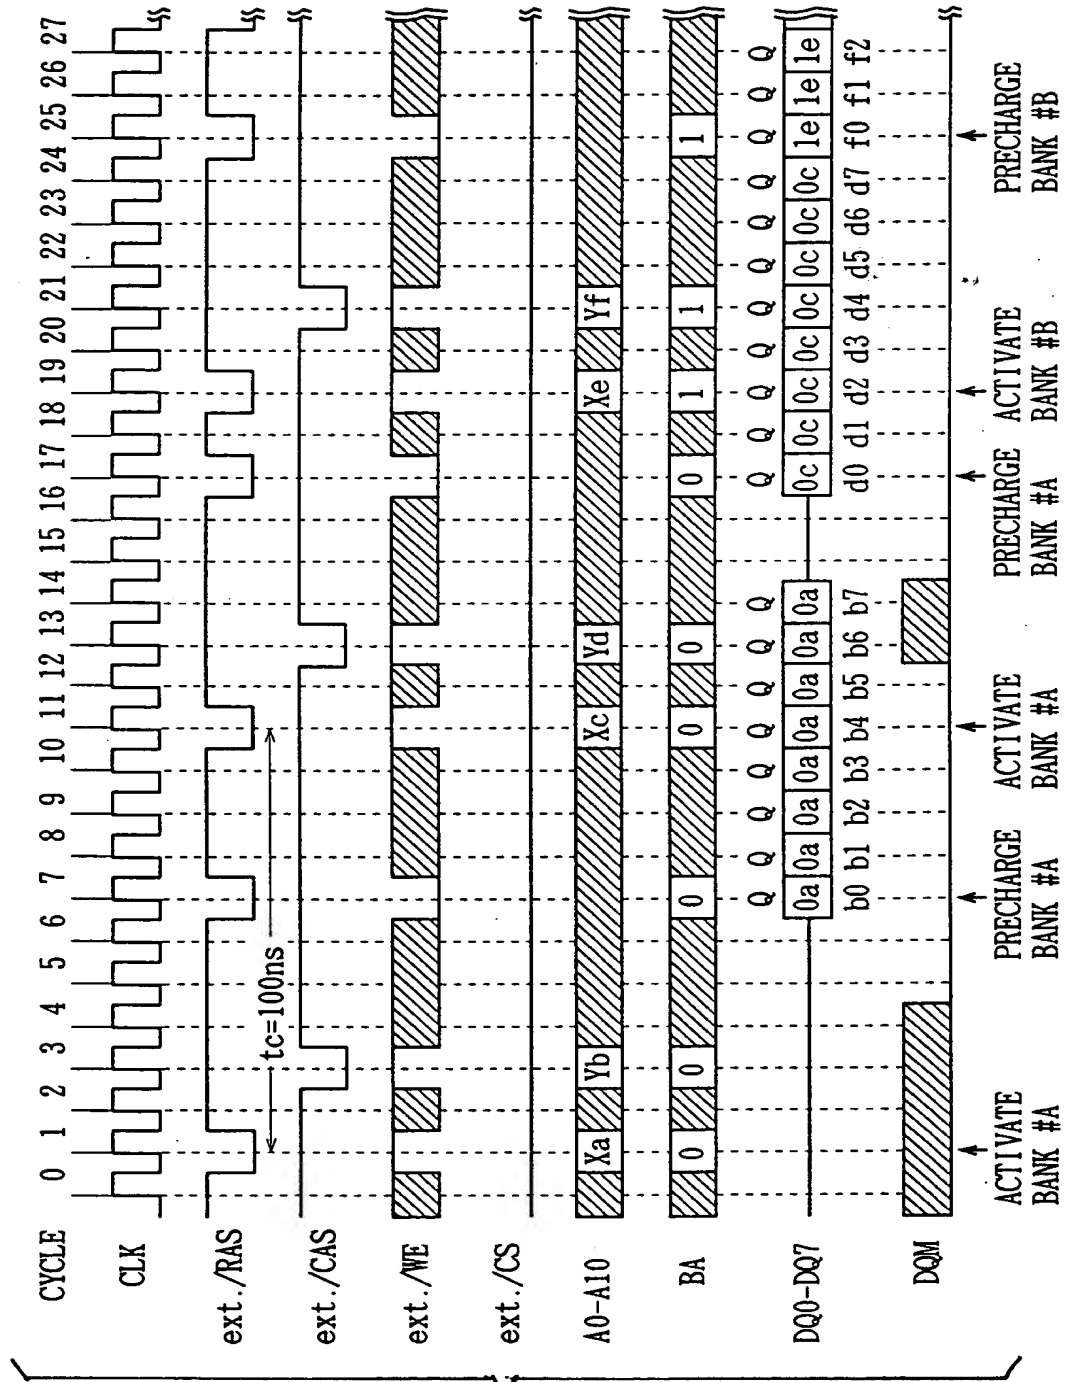 CYCLE 0 1 2 3 4 5 6 7 8 9 10 11 12 13 14 15 16 17 18 19 20 21 22 23 24 25 26 27
CLK
ext./RAS
tc=100ns
ext./CAS
ext./WE
ext./CS
A0-A10 Xa Yb Xc Yd Xe Yf
BA 0 0 0 0 0 0 1 1 1
Q Q Q Q Q Q Q Q Q Q Q Q Q Q Q Q Q Q Q
DQ0-DQ7 0a 0a 0a 0a 0a 0a 0a 0a 0c 0c 0c 0c 0c 0c 0c 0c 1e 1e 1e
b0 b1 b2 b3 b4 b5 b6 b7 d0 d1 d2 d3 d4 d5 d6 d7 f0 f1 f2
DQM
ACTIVATE BANK #A
PRECHARGE BANK #A
ACTIVATE BANK #A
PRECHARGE BANK #A
ACTIVATE BANK #B
PRECHARGE BANK #B